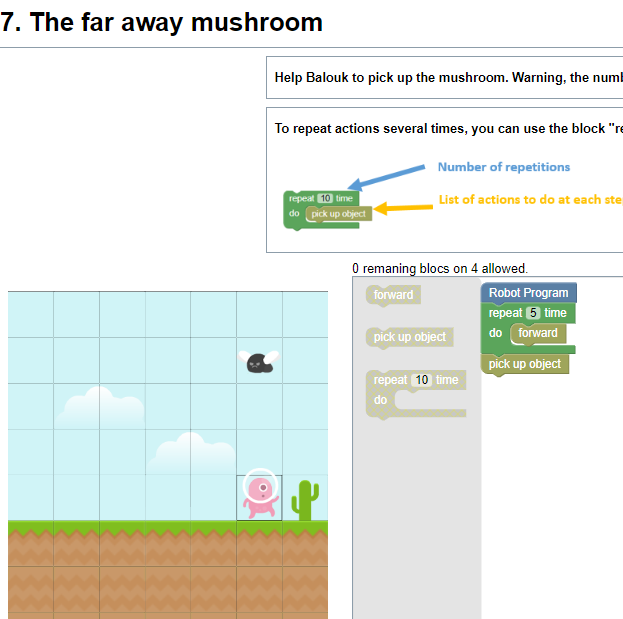 7. The far away mushroom
Help Balouk to pick up the mushroom. Warning, the
To repeat actions several times, you can use the block
Number of repetitions
repeat 10 time
List of actions to do at each
do pick up object
0 remaning blocs on 4 allowed.
forward
pick up object
repeat 10 time
do
Robot Program
repeat 5 time
do forward
pick up object